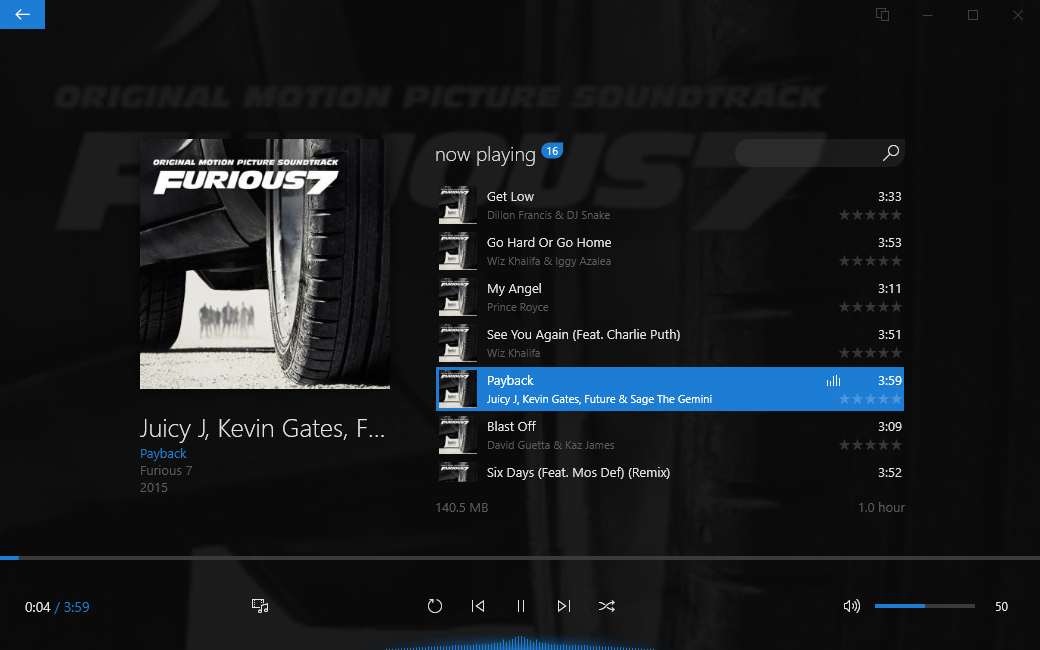 ORIGINAL MOTION PICTURE SOUNDTRACK
FURIOUS 7
ORIGINAL MOTION PICTURE SOUNDTRACK
FURIOUS 7
Juicy J, Kevin Gates, F...
Payback
Furious 7
2015
now playing 16
Get Low 3:33
Dillon Francis & DJ Snake
Go Hard Or Go Home 3:53
Wiz Khalifa & Iggy Azalea
My Angel 3:11
Prince Royce
See You Again (Feat. Charlie Puth) 3:51
Wiz Khalifa
Payback 3:59
Juicy J, Kevin Gates, Future & Sage The Gemini
Blast Off 3:09
David Guetta & Kaz James
Six Days (Feat. Mos Def) (Remix) 3:52
140.5 MB 1.0 hour
0:04 / 3:59 50